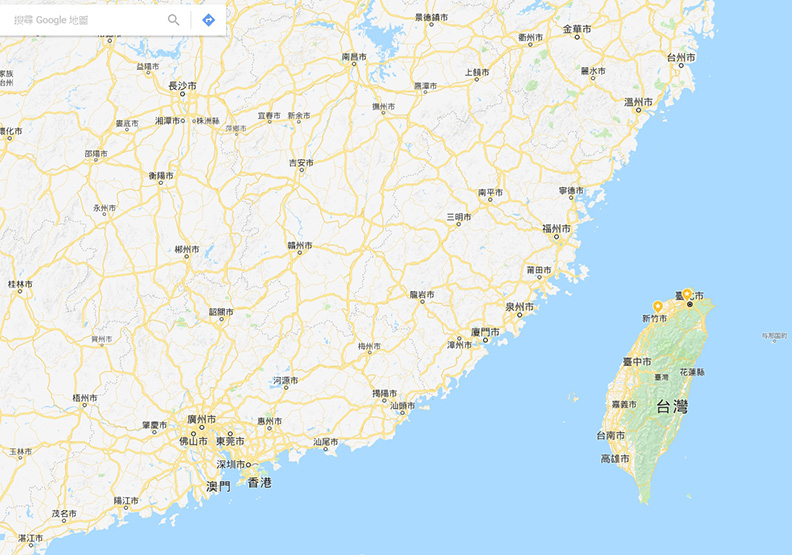 搜尋 Google 地圖
景德鎮市
金華市
衢州市
台州市
南昌市
益陽市
上饒市
麗水市
鷹潭市
長沙市
溫州市
撫州市
湘潭市
株洲縣
宜春市
新余市
婁底市
萍鄉市
懷化市
邵陽市
吉安市
衡陽市
南平市
寧德市
永州市
三明市
福州市
郴州市
贛州市
莆田市
桂林市
龍岩市
臺北市
泉州市
韶關市
新竹市
廈門市
賀州市
梅州市
漳州市
与那国町
臺中市
花蓮縣
臺灣
河源市
揭陽市
梧州市
汕頭市
嘉義市
台灣
廣州市
惠州市
肇慶市
佛山市
東莞市
汕尾市
台南市
玉林市
深圳市
高雄市
澳門
香港
陽江市
茂名市
湛江市